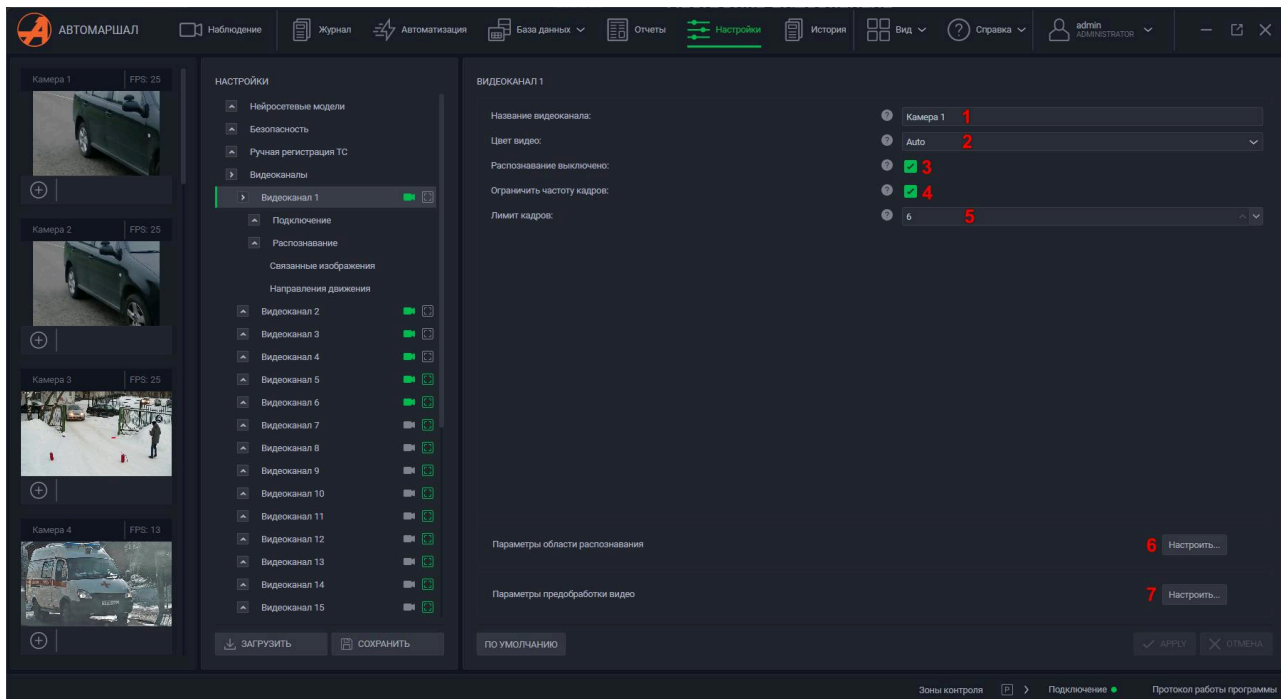 АВТОМАРШАЛ
Наблюдение
Журнал
Автоматизация
База данных
Отчеты
Настройки
История
Вид
Справка
admin
ADMINISTRATOR
Камера 1 FPS: 25
Камера 2 FPS: 25
Камера 3 FPS: 25
Камера 4 FPS: 13
НАСТРОЙКИ
Нейросетевые модели
Безопасность
Ручная регистрация ТС
Видеоканалы
Видеоканал 1
Подключение
Распознавание
Связанные изображения
Направления движения
Видеоканал 2
Видеоканал 3
Видеоканал 4
Видеоканал 5
Видеоканал 6
Видеоканал 7
Видеоканал 8
Видеоканал 9
Видеоканал 10
Видеоканал 11
Видеоканал 12
Видеоканал 13
Видеоканал 14
Видеоканал 15
ЗАГРУЗИТЬ
СОХРАНИТЬ
ВИДЕОКАНАЛ 1
Название видеоканала: ? Камера 1 1
Цвет видео: ? Auto 2
Распознавание выключено: ? 3
Ограничить частоту кадров: ? 4
Лимит кадров: ? 6 5
Параметры области распознавания 6 Настроить...
Параметры предобработки видео 7 Настроить...
ПО УМОЛЧАНИЮ
APPLY
ОТМЕНА
Зоны контроля P
Подключение
Протокол работы программы